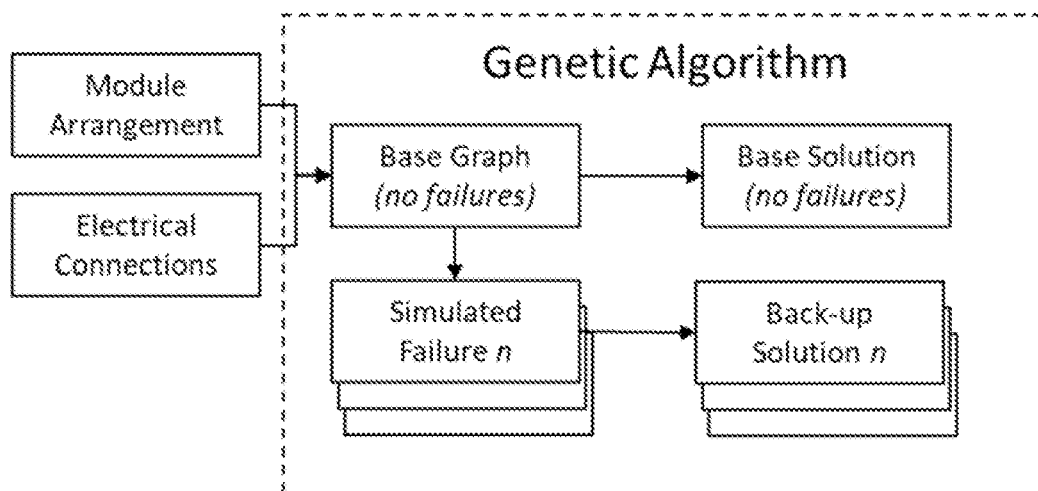 Genetic Algorithm
Module
Arrangement
Electrical
Connections
Base Graph
(no failures)
Base Solution
(no failures)
Simulated
Failure n
Back-up
Solution n